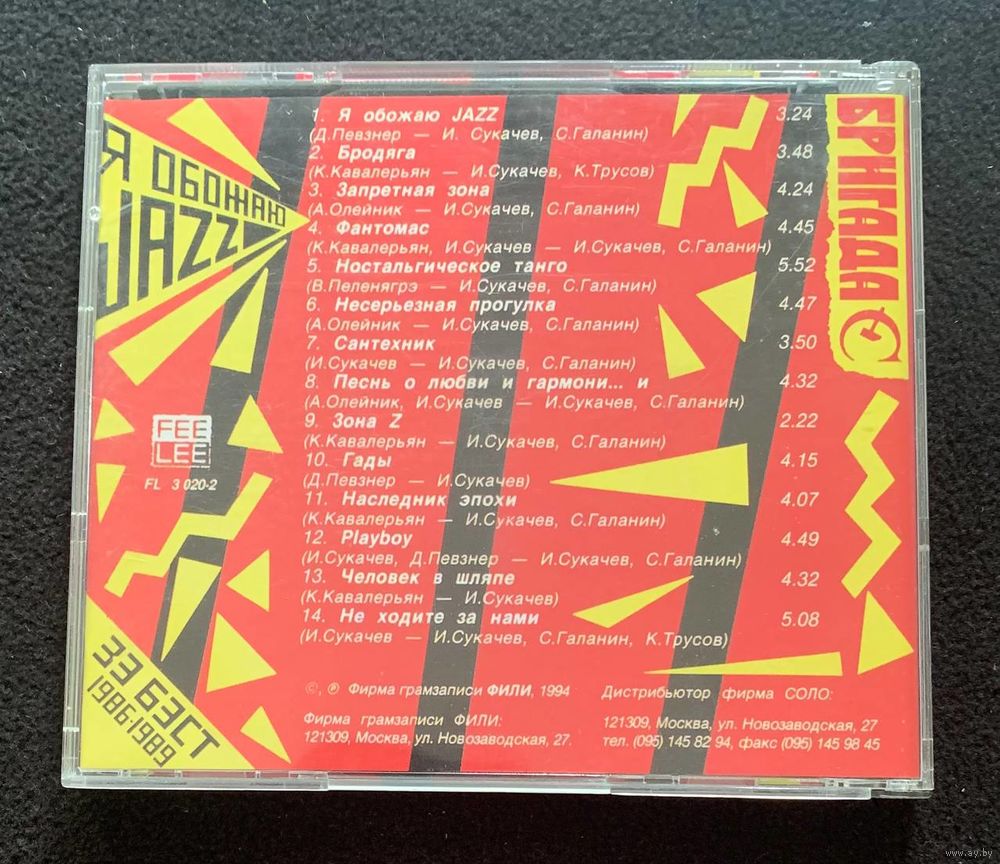 1. Я обожаю JAZZ 3.24
(Д.Певзнер — И. Сукачев, С.Галанин)
2. Бродяга 3.48
(К.Кавалерьян — И.Сукачев, К.Трусов)
3. Запретная зона 4.24
(А.Олейник — И.Сукачев, С.Галанин)
4. Фантомас 4.45
(К.Кавалерьян, И.Сукачев — И.Сукачев, С.Галанин)
5. Ностальгическое танго 5.52
(В.Пеленягрэ — И.Сукачев, С.Галанин)
6. Несерьезная прогулка 4.47
(А.Олейник — И.Сукачев, С.Галанин)
7. Сантехник 3.50
(И.Сукачев — И.Сукачев, С.Галанин)
8. Песнь о любви и гармони... и 4.32
(А.Олейник, И.Сукачев — И.Сукачев, С.Галанин)
9. Зона Z 2.22
(К.Кавалерьян — И.Сукачев, С.Галанин)
10. Гады 4.15
(Д.Певзнер — И.Сукачев)
11. Наследник эпохи 4.07
(К.Кавалерьян — И.Сукачев, С.Галанин)
12. Playboy 4.49
(И.Сукачев, Д.Певзнер — И.Сукачев, С.Галанин)
13. Человек в шляпе 4.32
(К.Кавалерьян — И.Сукачев)
14. Не ходите за нами 5.08
(И.Сукачев — И.Сукачев, С.Галанин, К.Трусов)
Я ОБОЖАЮ
JAZZ
БРИГАДА С
FEE
LEE
FL 3 020-2
33 БЭСТ
1986-1989
©, ℗ Фирма грамзаписи ФИЛИ, 1994
Фирма грамзаписи ФИЛИ:
121309, Москва, ул. Новозаводская, 27.
Дистрибьютор фирма СОЛО:
121309, Москва, ул. Новозаводская, 27
тел. (095) 145 82 94, факс (095) 145 98 45
www.ay.by